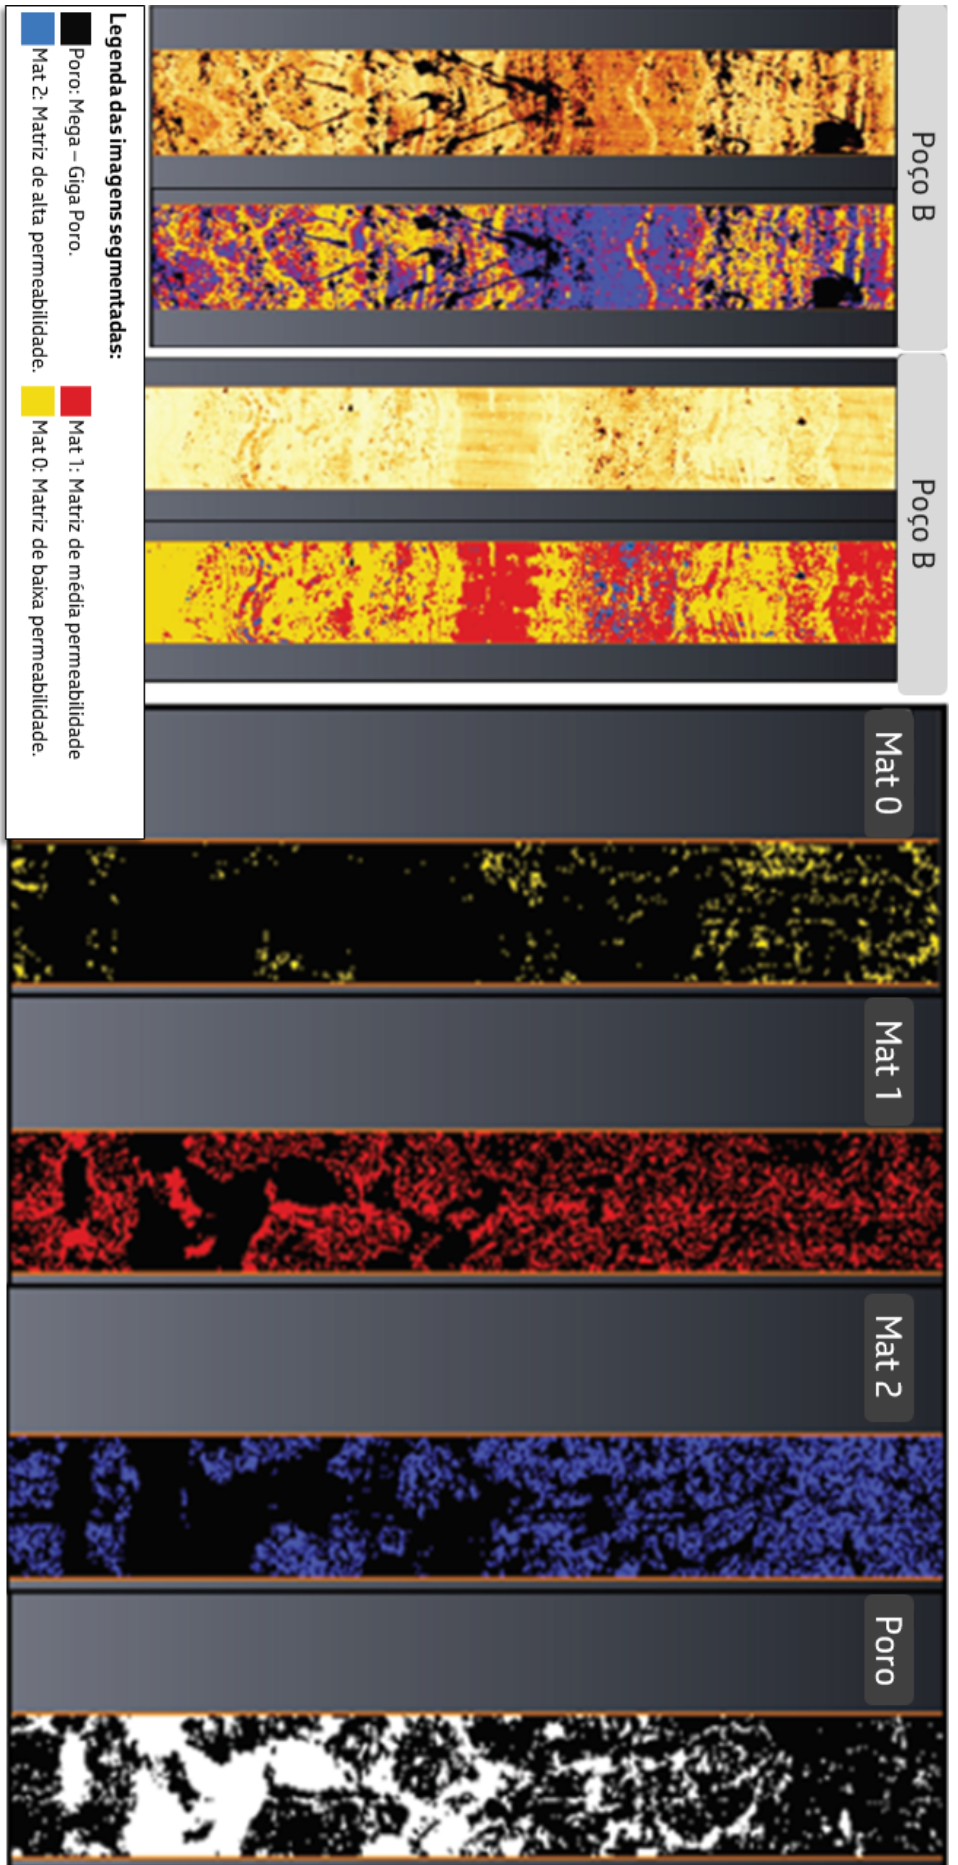 Poço B
Poço B
Mat 0
Mat 1
Mat 2
Poro
Legenda das imagens segmentadas:
Poro: Mega – Giga Poro.
Mat 1: Matriz de média permeabilidade
Mat 2: Matriz de alta permeabilidade.
Mat 0: Matriz de baixa permeabilidade.